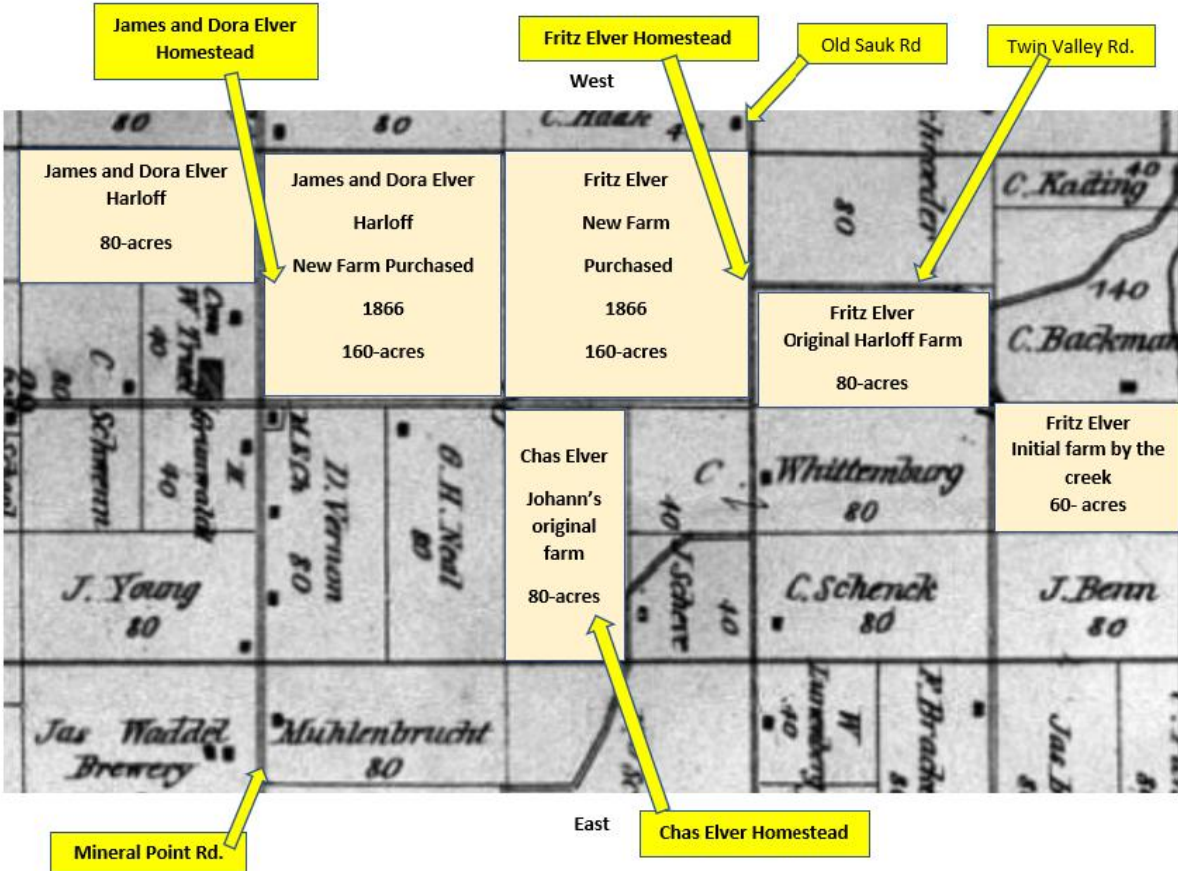 James and Dora Elver
Homestead
Fritz Elver Homestead
Old Sauk Rd
Twin Valley Rd.
West
80
80
C. Haase
James and Dora Elver
Harloff
80-acres
James and Dora Elver
Harloff
New Farm Purchased
1866
160-acres
Fritz Elver
New Farm
Purchased
1866
160-acres
80
C. Kading 40
140
C. Backman
Fritz Elver
Original Harloff Farm
80-acres
Fritz Elver
Initial farm by the
creek
60- acres
C
80
40
Grunwald
40
D. Vernon
80
80
Chas Elver
Johann's
original
farm
80-acres
C.
40
J. Schere
40
Whittemburg
80
J. Young
80
C. Schenck
80
J. Benn
80
Jas Waddel
Brewery
Muhlenbrucht
80
W
40
Jas. B
East
Chas Elver Homestead
Mineral Point Rd.